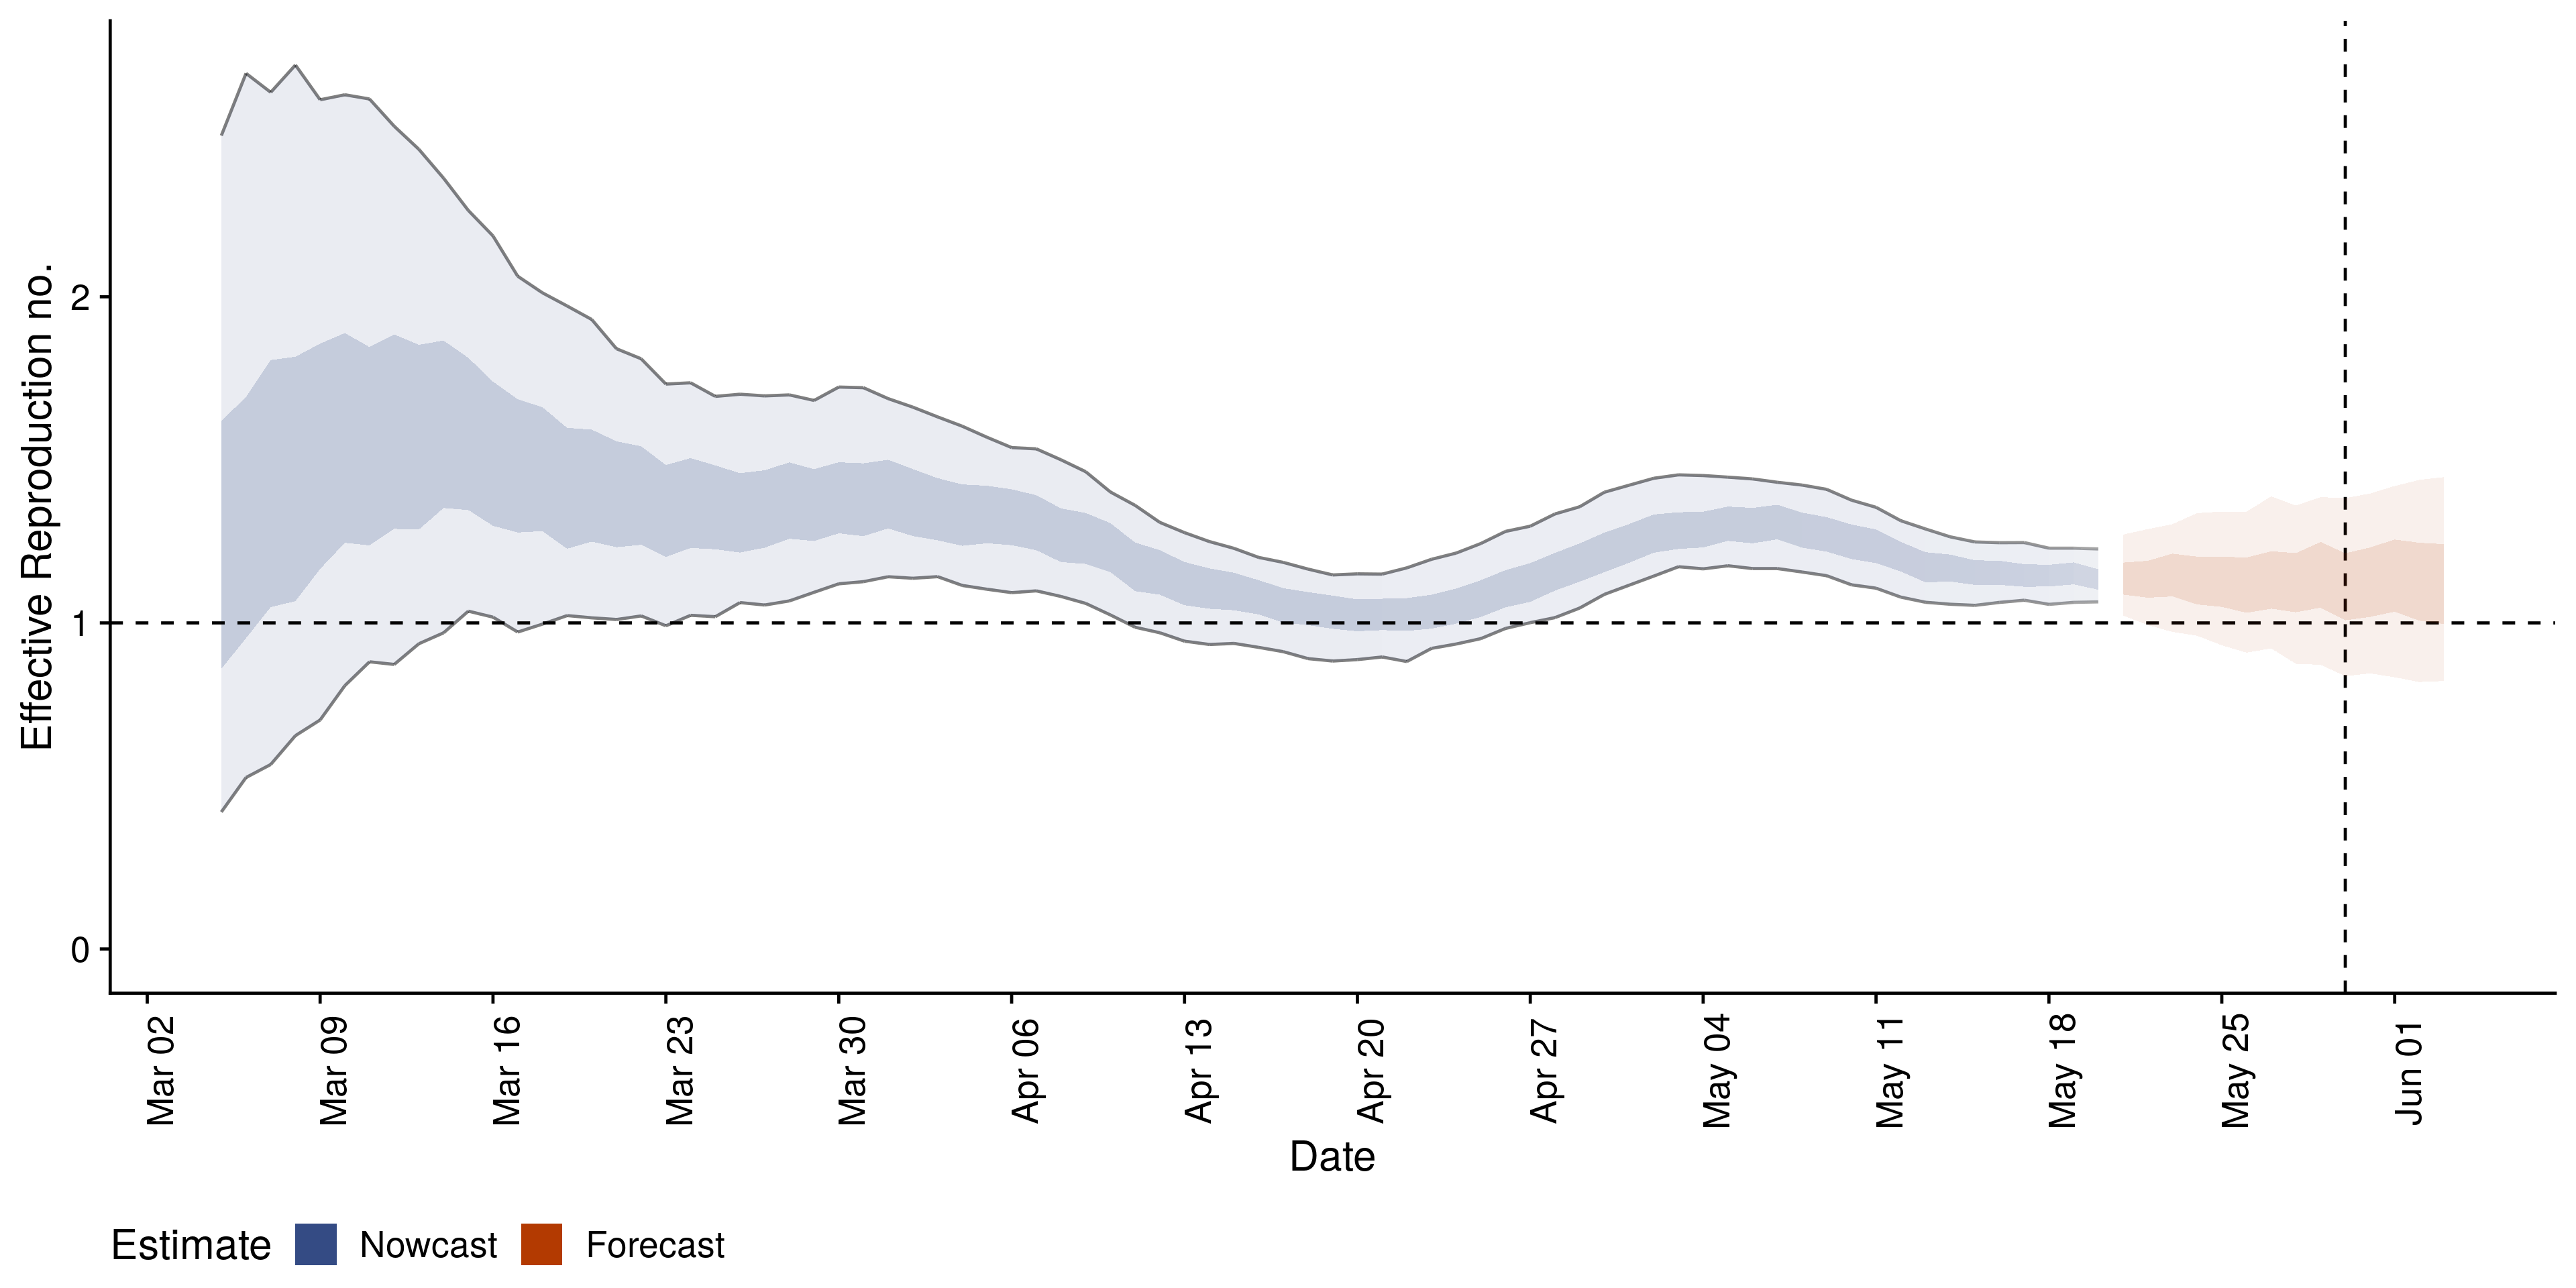 Effective Reproduction no.
2
1
0
Mar 02
Mar 09
Mar 16
Mar 23
Mar 30
Apr 06
Apr 13
Apr 20
Apr 27
May 04
May 11
May 18
May 25
Jun 01
Date
Estimate Nowcast Forecast